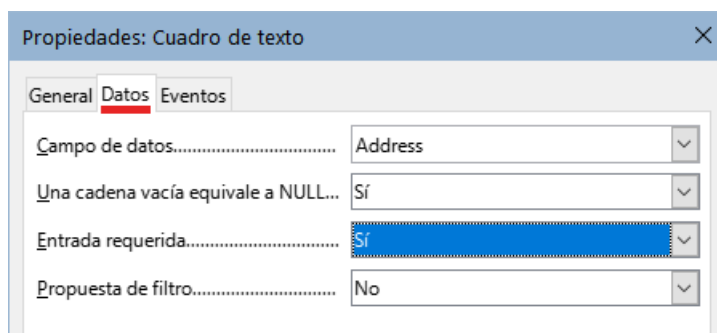 Propiedades: Cuadro de texto
General Datos Eventos
Campo de datos.................................. Address
Una cadena vacía equivale a NULL... Sí
Entrada requerida................................ Sí
Propuesta de filtro............................... No